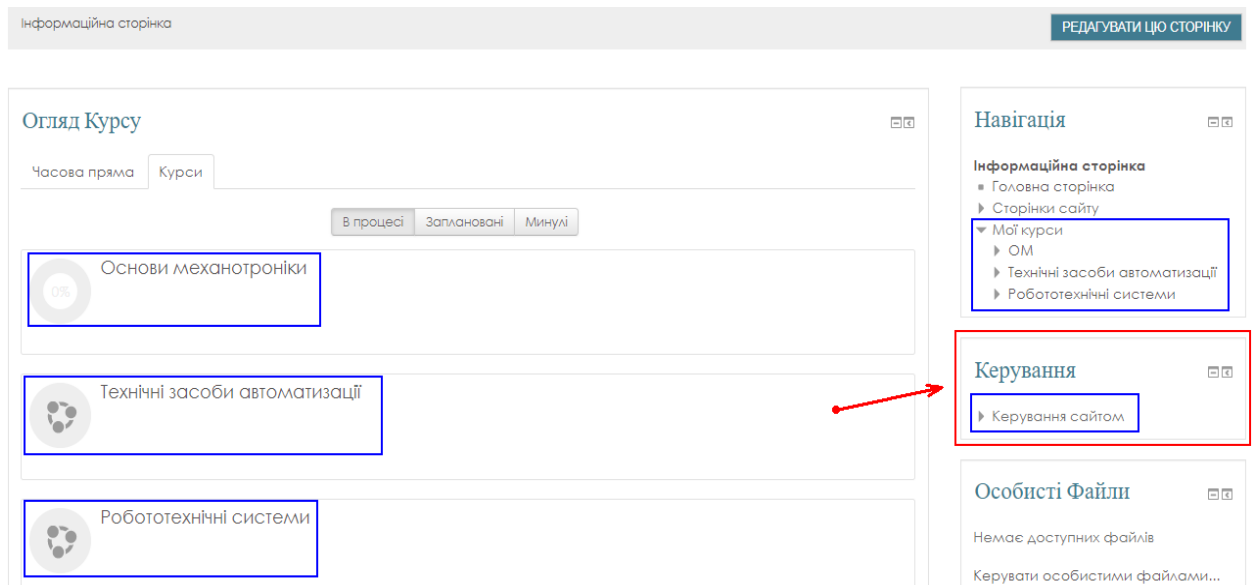 Інформаційна сторінка
РЕДАГУВАТИ ЦЮ СТОРІНКУ
Огляд Курсу
Часова пряма
Курси
В процесі
Заплановані
Минулі
Основи механотроніки
0%
Технічні засоби автоматизації
Робототехнічні системи
Навігація
Інформаційна сторінка
Головна сторінка
Сторінки сайту
Мої курси
ОМ
Технічні засоби автоматизації
Робототехнічні системи
Керування
Керування сайтом
Особисті Файли
Немає доступних файлів
Керувати особистими файлами...